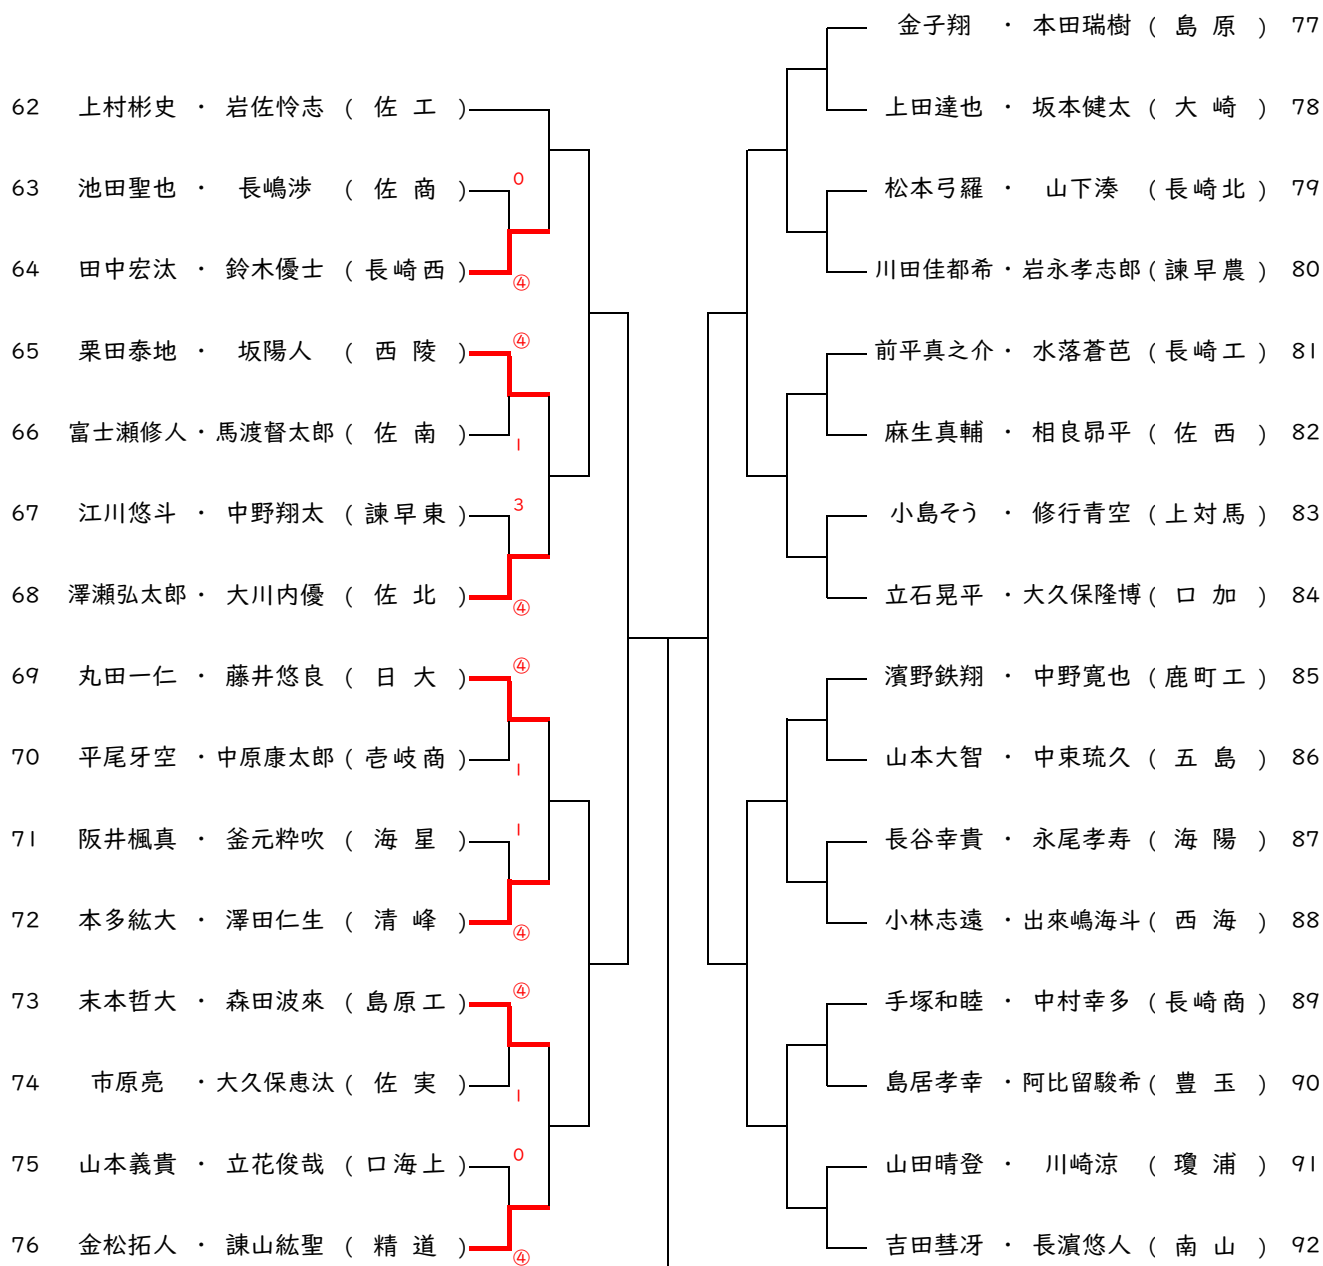 62 上村彬史 ・ 岩佐怜志 ( 佐 工 )
0
63 池田聖也 ・ 長嶋渉 ( 佐 商 )
64 田中宏汰 ・ 鈴木優士 ( 長崎西 )
④
④
65 栗田泰地 ・ 坂陽人 ( 西 陵 )
66 富士瀬修人 ・ 馬渡督太郎 ( 佐 南 )
1
3
67 江川悠斗 ・ 中野翔太 ( 諫早東 )
68 澤瀬弘太郎 ・ 大川内優 ( 佐 北 )
④
④
69 丸田一仁 ・ 藤井悠良 ( 日 大 )
70 平尾牙空 ・ 中原康太郎 ( 壱岐商 )
1
1
71 阪井楓真 ・ 釜元粋吹 ( 海 星 )
72 本多紘大 ・ 澤田仁生 ( 清 峰 )
④
④
73 末本哲大 ・ 森田波來 ( 島原工 )
74 市原亮 ・ 大久保恵汰 ( 佐 実 )
1
0
75 山本義貴 ・ 立花俊哉 ( 口海上 )
76 金松拓人 ・ 諌山紘聖 ( 精 道 )
④
金子翔 ・ 本田瑞樹 ( 島 原 ) 77
上田達也 ・ 坂本健太 ( 大 崎 ) 78
松本弓羅 ・ 山下湊 ( 長崎北 ) 79
川田佳都希 ・ 岩永孝志郎 ( 諫早農 ) 80
前平真之介 ・ 水落蒼芭 ( 長崎工 ) 81
麻生真輔 ・ 相良昂平 ( 佐 西 ) 82
小島そう ・ 修行青空 ( 上対馬 ) 83
立石晃平 ・ 大久保隆博 ( 口 加 ) 84
濱野鉄翔 ・ 中野寛也 ( 鹿町工 ) 85
山本大智 ・ 中束琉久 ( 五 島 ) 86
長谷幸貴 ・ 永尾孝寿 ( 海 陽 ) 87
小林志遠 ・ 出來嶋海斗 ( 西 海 ) 88
手塚和睦 ・ 中村幸多 ( 長崎商 ) 89
島居孝幸 ・ 阿比留駿希 ( 豊 玉 ) 90
山田晴登 ・ 川崎涼 ( 瓊 浦 ) 91
吉田彗冴 ・ 長濵悠人 ( 南 山 ) 92